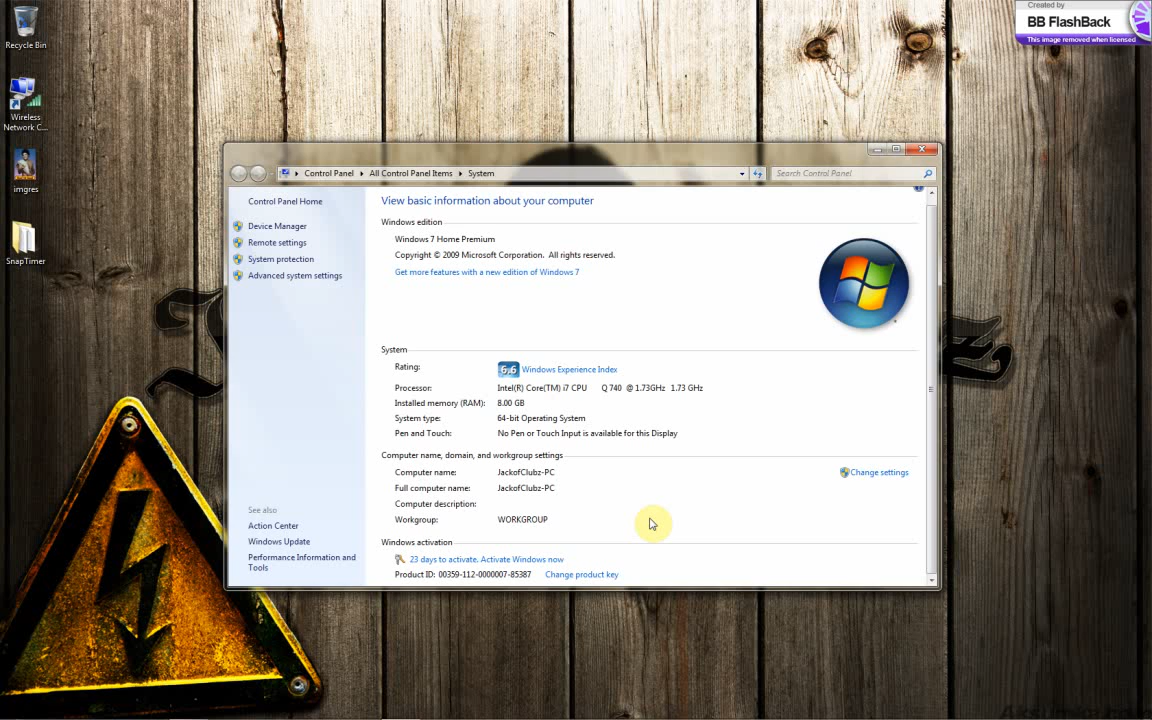 Created by
BB FlashBack
This image removed when licensed
Recycle Bin
Wireless
Network C...
imgres
SnapTimer
Control Panel
All Control Panel Items
System
Search Control Panel
Control Panel Home
Device Manager
Remote settings
System protection
Advanced system settings
See also
Action Center
Windows Update
Performance Information and
Tools
View basic information about your computer
Windows edition
Windows 7 Home Premium
Copyright © 2009 Microsoft Corporation. All rights reserved.
Get more features with a new edition of Windows 7
System
Rating: 6.6 Windows Experience Index
Processor: Intel(R) Core(TM) i7 CPU Q 740 @ 1.73GHz 1.73 GHz
Installed memory (RAM): 8.00 GB
System type: 64-bit Operating System
Pen and Touch: No Pen or Touch Input is available for this Display
Computer name, domain, and workgroup settings
Computer name: JackofClubz-PC
Change settings
Full computer name: JackofClubz-PC
Computer description:
Workgroup: WORKGROUP
Windows activation
23 days to activate. Activate Windows now
Product ID: 00359-112-0000007-85387 Change product key